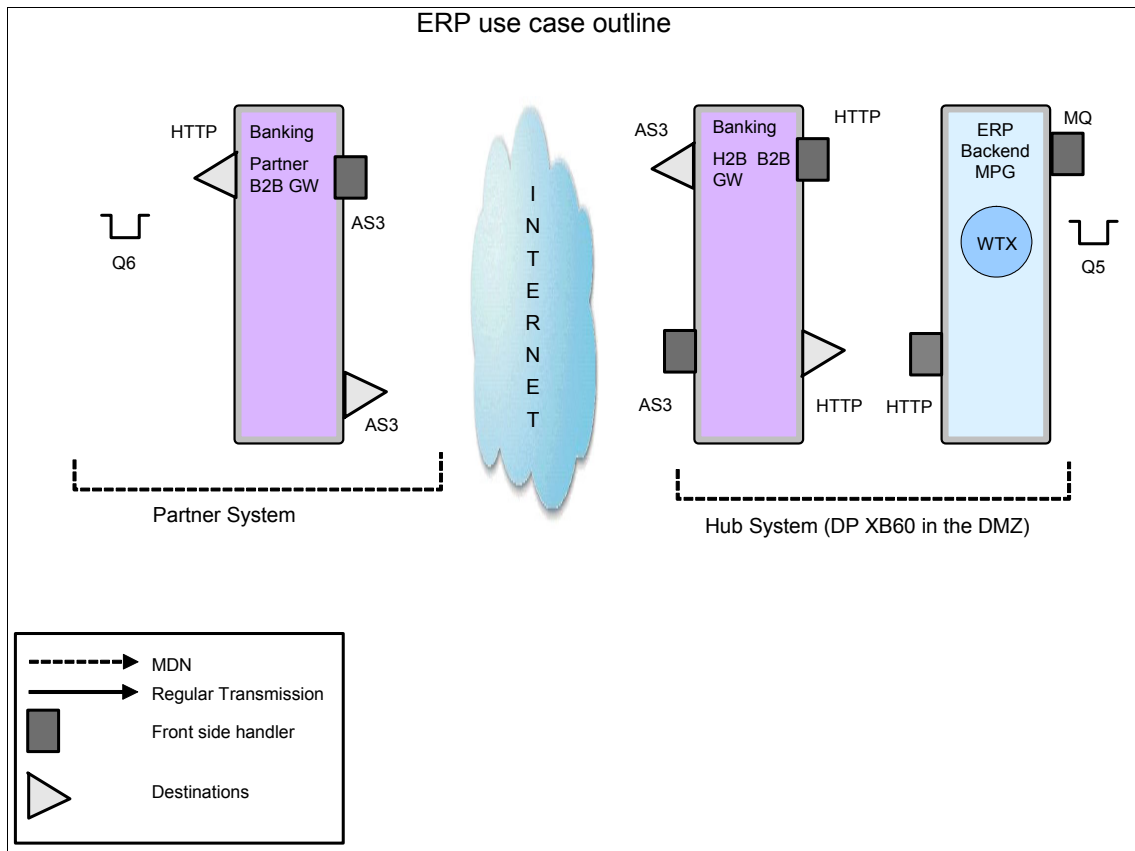 ERP use case outline
HTTP
Banking
Partner
B2B GW
AS3
Q6
AS3
Partner System
I
N
T
E
R
N
E
T
AS3
Banking
H2B B2B
GW
HTTP
AS3
HTTP
ERP
Backend
MPG
MQ
WTX
Q5
HTTP
Hub System (DP XB60 in the DMZ)
MDN
Regular Transmission
Front side handler
Destinations